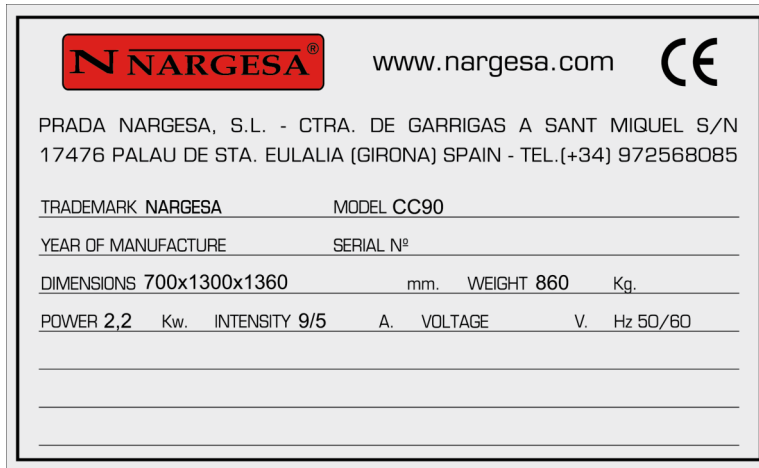 N NARGESA® www.nargesa.com CE
PRADA NARGESA, S.L. - CTRA. DE GARRIGAS A SANT MIQUEL S/N
17476 PALAU DE STA. EULALIA (GIRONA) SPAIN - TEL.(+34) 972568085
TRADEMARK NARGESA MODEL CC90
YEAR OF MANUFACTURE SERIAL Nº
DIMENSIONS 700x1300x1360 mm. WEIGHT 860 Kg.
POWER 2,2 Kw. INTENSITY 9/5 A. VOLTAGE V. Hz 50/60